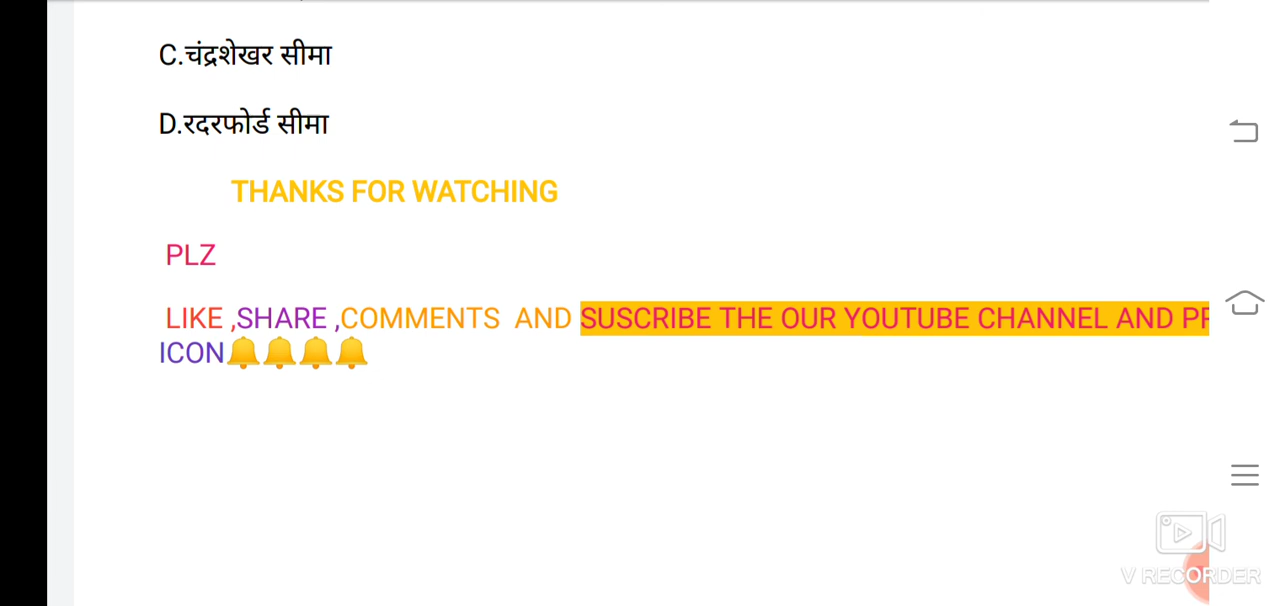 C.चंद्रशेखर सीमा
D.रदरफोर्ड सीमा
THANKS FOR WATCHING
PLZ
LIKE ,SHARE ,COMMENTS AND SUSCRIBE THE OUR YOUTUBE CHANNEL AND
ICON🔔🔔🔔🔔
V RECORDER